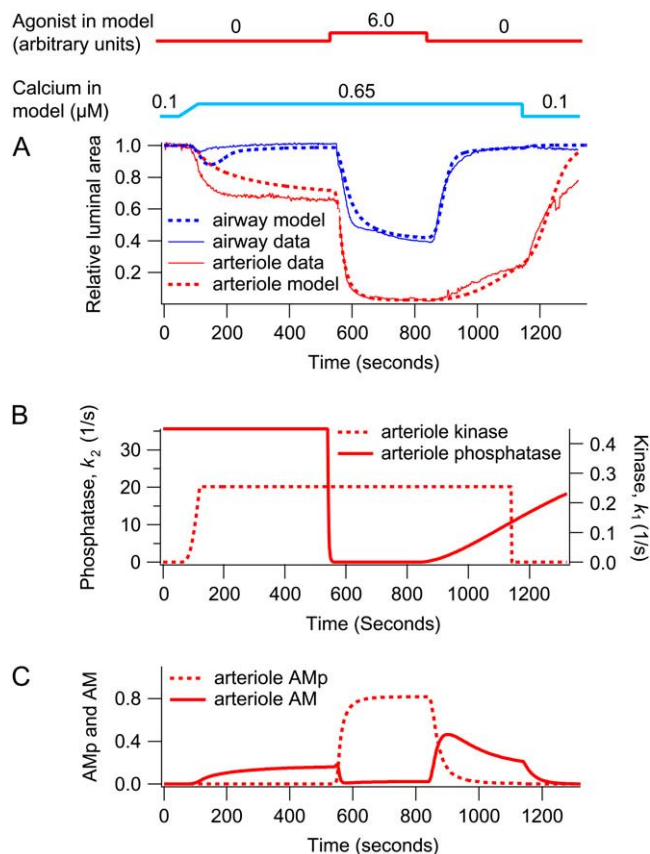 Agonist in model
(arbitrary units)
0
6.0
0
Calcium in
model (µM)
0.1
0.65
0.1
A
Relative luminal area
1.0
0.8
0.6
0.4
0.2
airway model
airway data
arteriole data
arteriole model
0 200 400 600 800 1000 1200
Time (seconds)
B
Phosphatase, k2 (1/s)
30
20
10
0
arteriole kinase
arteriole phosphatase
0.4
0.3
0.2
0.1
0.0
Kinase, k1 (1/s)
0 200 400 600 800 1000 1200
Time (Seconds)
C
AMp and AM
0.8
0.4
0.0
arteriole AMp
arteriole AM
0 200 400 600 800 1000 1200
Time (seconds)